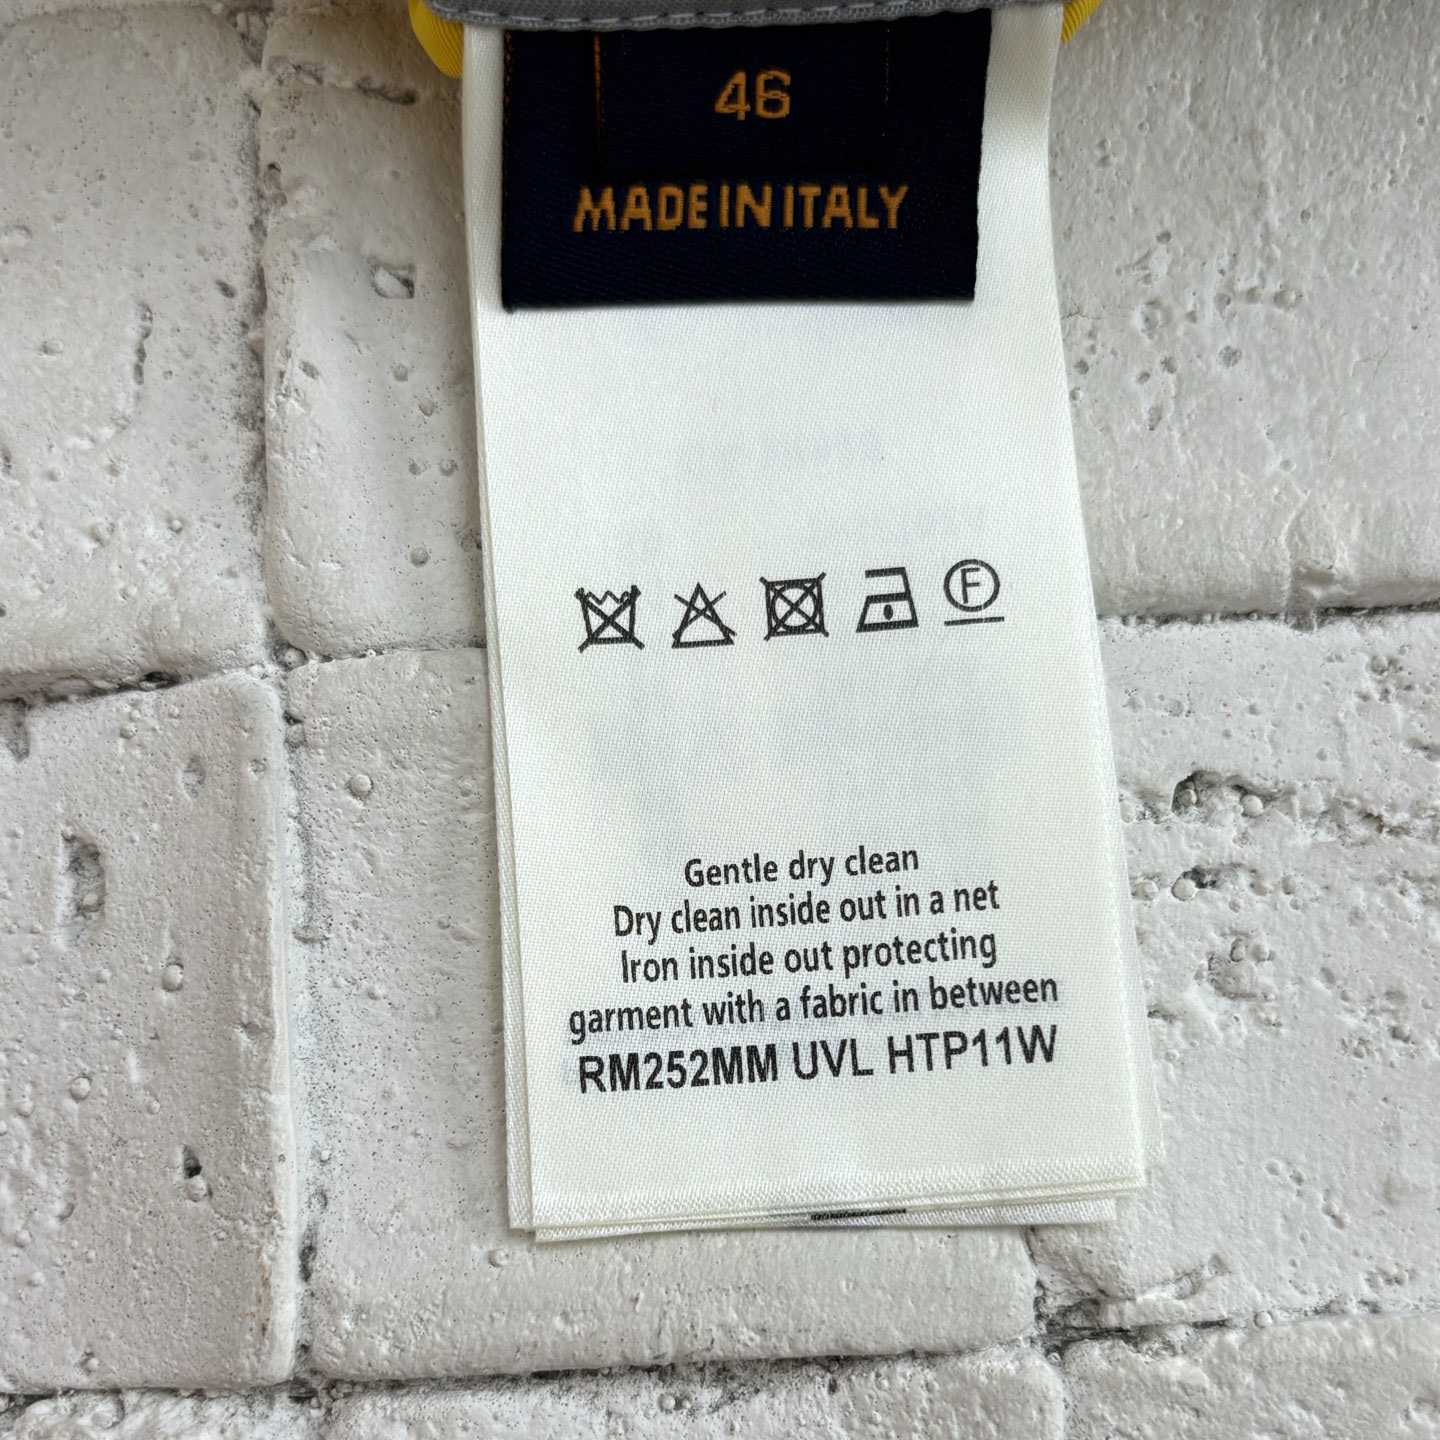 46
MADE IN ITALY
F
Gentle dry clean
Dry clean inside out in a net
Iron inside out protecting
garment with a fabric in between
RM252MM UVL HTP11W